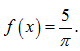 f(x) = 5/π.